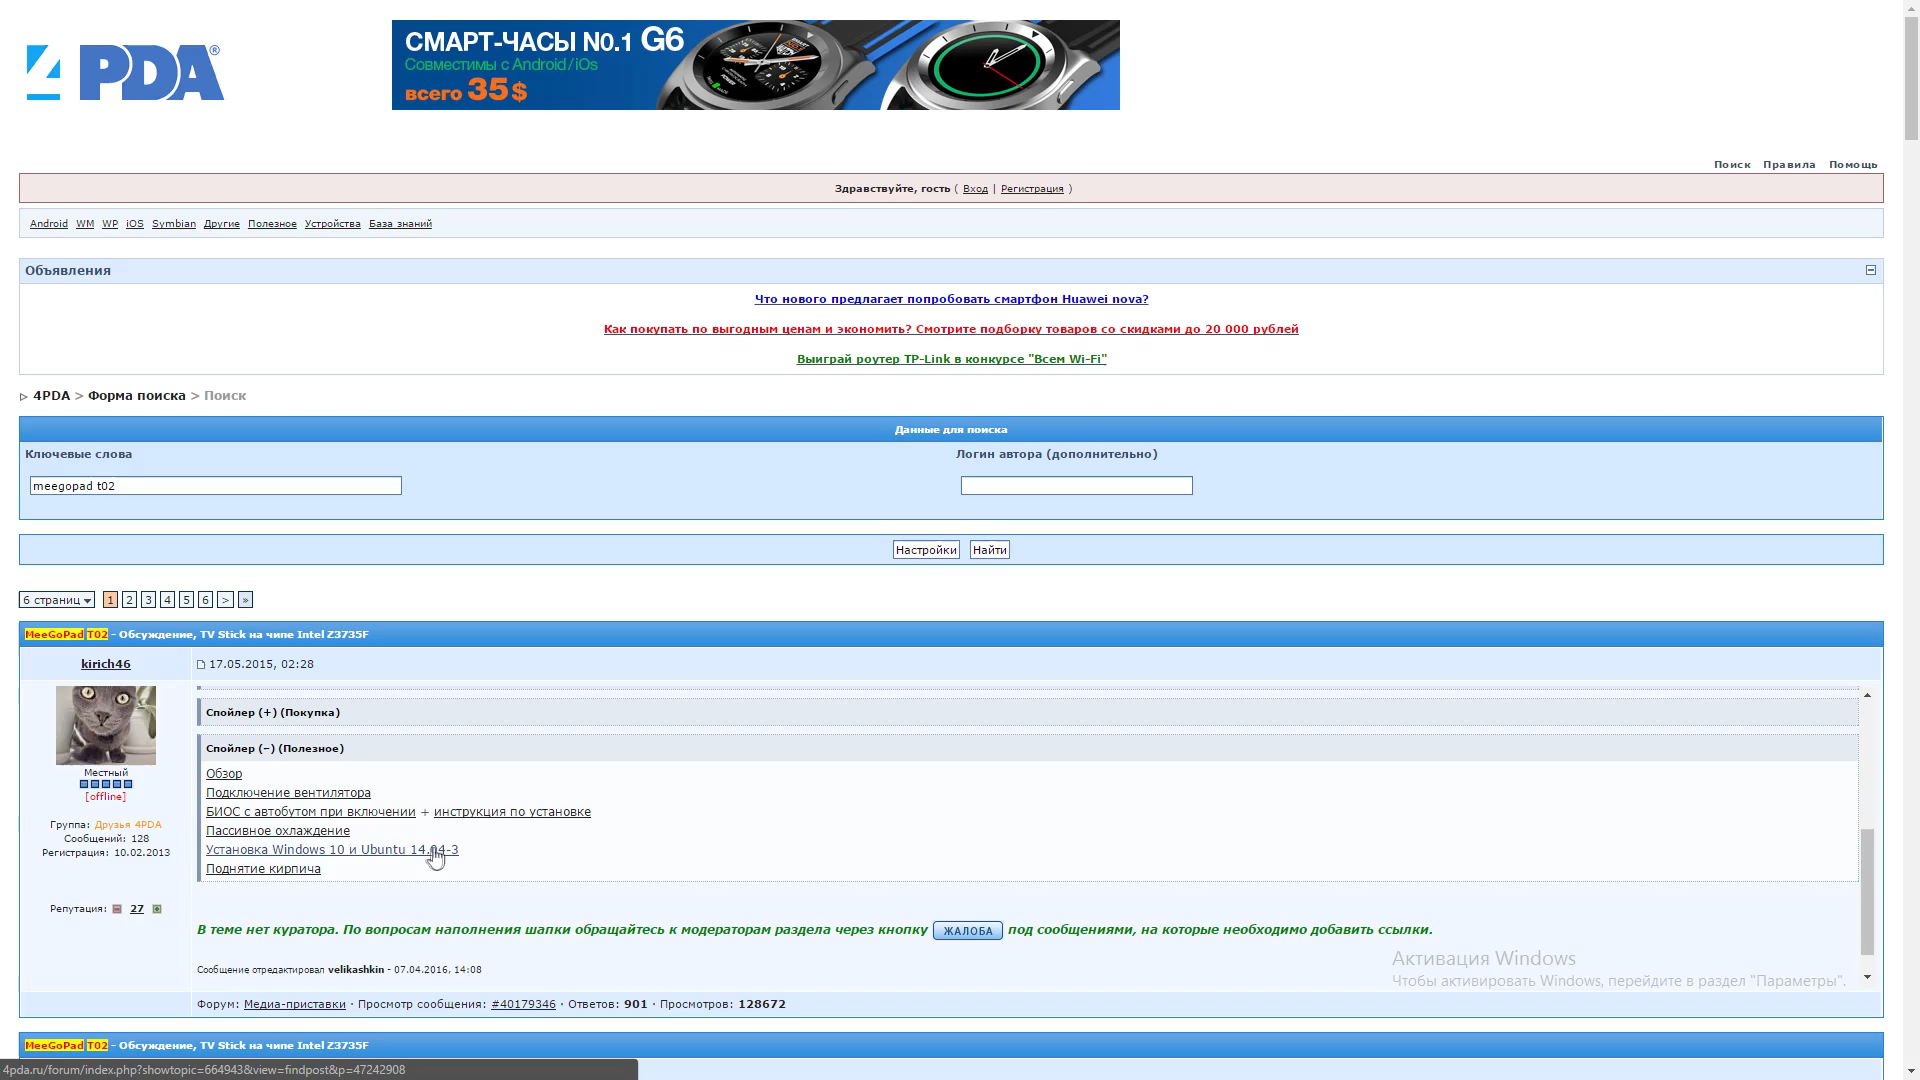 4PDA®
СМАРТ-ЧАСЫ N0.1 G6
Совместимы с Android/iOs
всего 35$
Поиск Правила Помощь
Здравствуйте, гость ( Вход | Регистрация )
Android WM WP iOS Symbian Другие Полезное Устройства База знаний
Объявления
Что нового предлагает попробовать смартфон Huawei nova?
Как покупать по выгодным ценам и экономить? Смотрите подборку товаров со скидками до 20 000 рублей
Выиграй роутер TP-Link в конкурсе "Всем Wi-Fi"
4PDA > Форма поиска > Поиск
Данные для поиска
Ключевые слова
Логин автора (дополнительно)
meegopad t02
Настройки Найти
6 страниц 1 2 3 4 5 6 > »
MeeGoPad T02 - Обсуждение, TV Stick на чипе Intel Z3735F
kirich46
17.05.2015, 02:28
Спойлер (+) (Покупка)
Спойлер (−) (Полезное)
Местный
[offline]
Группа: Друзья 4PDA
Сообщений: 128
Регистрация: 10.02.2013
Репутация: 27
Обзор
Подключение вентилятора
БИОС с автобутом при включении + инструкция по установке
Пассивное охлаждение
Установка Windows 10 и Ubuntu 14.04-3
Поднятие кирпича
В теме нет куратора. По вопросам наполнения шапки обращайтесь к модераторам раздела через кнопку ЖАЛОБА под сообщениями, на которые необходимо добавить ссылки.
Сообщение отредактировал velikashkin - 07.04.2016, 14:08
Активация Windows
Чтобы активировать Windows, перейдите в раздел "Параметры".
Форум: Медиа-приставки · Просмотр сообщения: #40179346 · Ответов: 901 · Просмотров: 128672
MeeGoPad T02 - Обсуждение, TV Stick на чипе Intel Z3735F
4pda.ru/forum/index.php?showtopic=664943&view=findpost&p=47242908